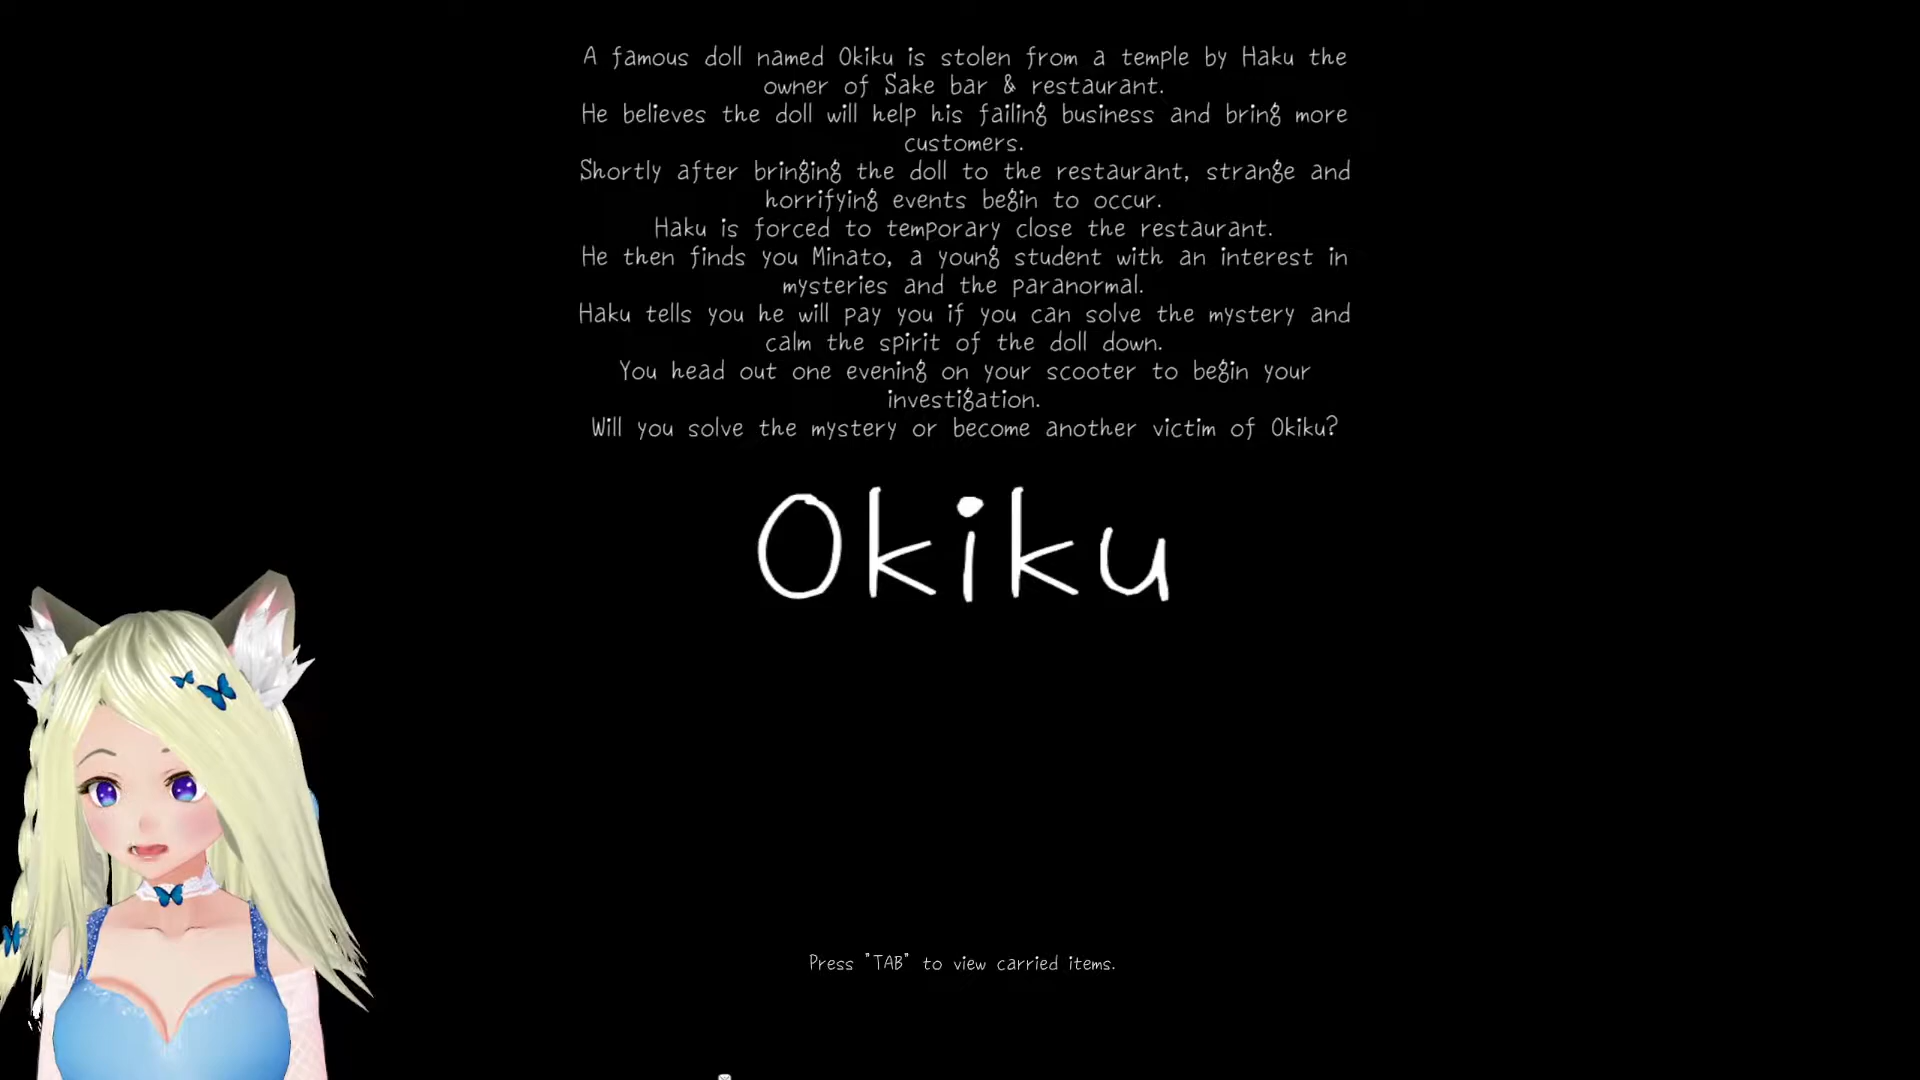 A famous doll named Okiku is stolen from a temple by Haku the
owner of Sake bar & restaurant.
He believes the doll will help his failing business and bring more
customers.
Shortly after bringing the doll to the restaurant, strange and
horrifying events begin to occur.
Haku is forced to temporary close the restaurant.
He then finds you Minato, a young student with an interest in
mysteries and the paranormal.
Haku tells you he will pay you if you can solve the mystery and
calm the spirit of the doll down.
You head out one evening on your scooter to begin your
investigation.
Will you solve the mystery or become another victim of Okiku?
Okiku
Press "TAB" to view carried items.